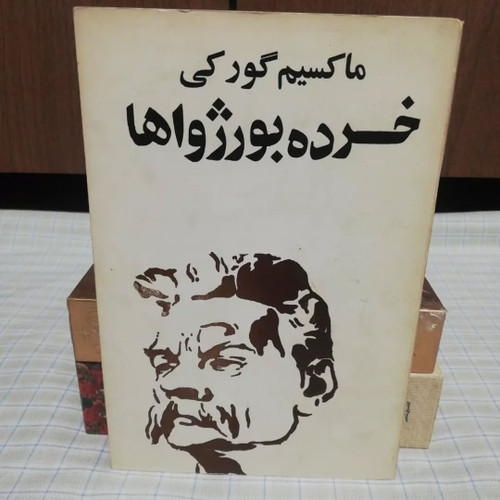 ماکسیم گورکی
خرده بورژواها